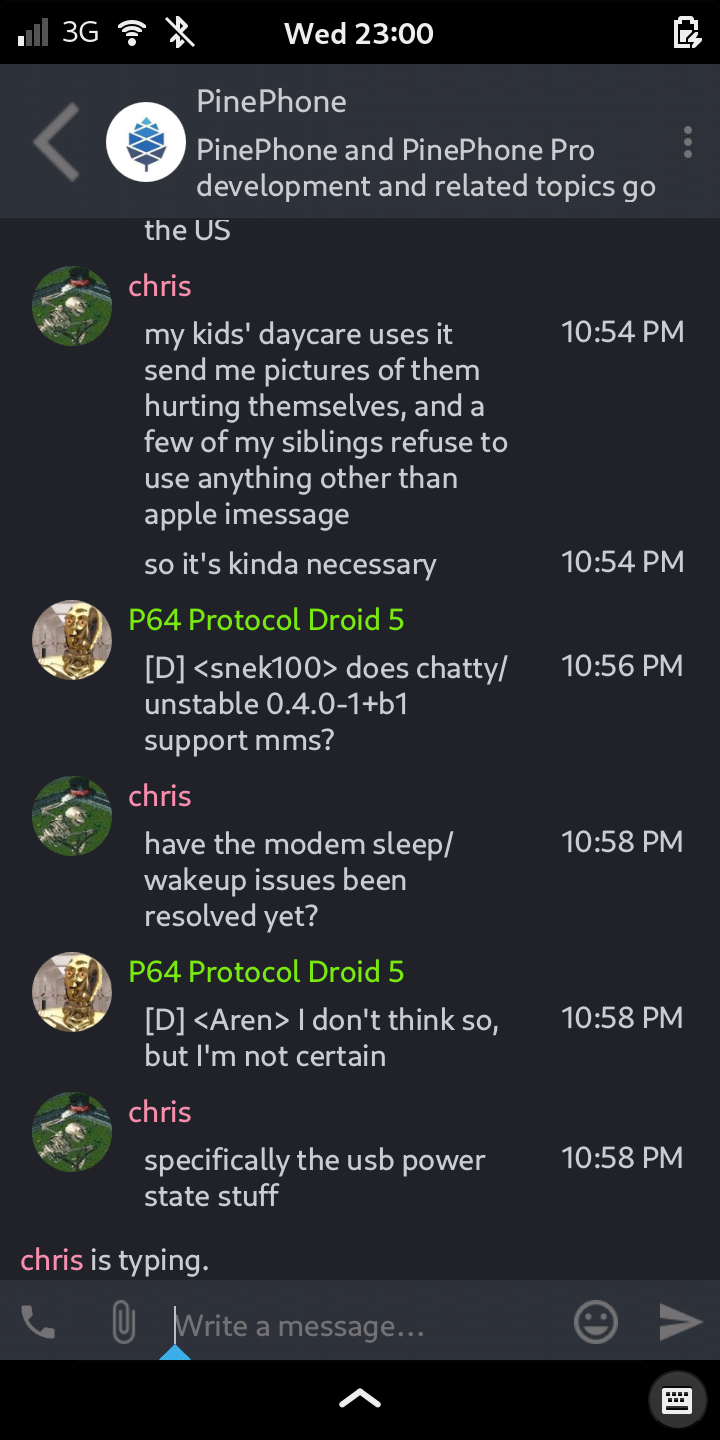 3G
Wed 23:00
PinePhone
PinePhone and PinePhone Pro
development and related topics go
the US
chris
my kids' daycare uses it
10:54 PM
send me pictures of them
hurting themselves, and a
few of my siblings refuse to
use anything other than
apple imessage
so it's kinda necessary
10:54 PM
P64 Protocol Droid 5
[D] <snek100> does chatty/
10:56 PM
unstable 0.4.0-1+b1
support mms?
chris
have the modem sleep/
10:58 PM
wakeup issues been
resolved yet?
P64 Protocol Droid 5
[D] <Aren> I don't think so,
10:58 PM
but I'm not certain
chris
specifically the usb power
10:58 PM
state stuff
chris is typing.
Write a message...